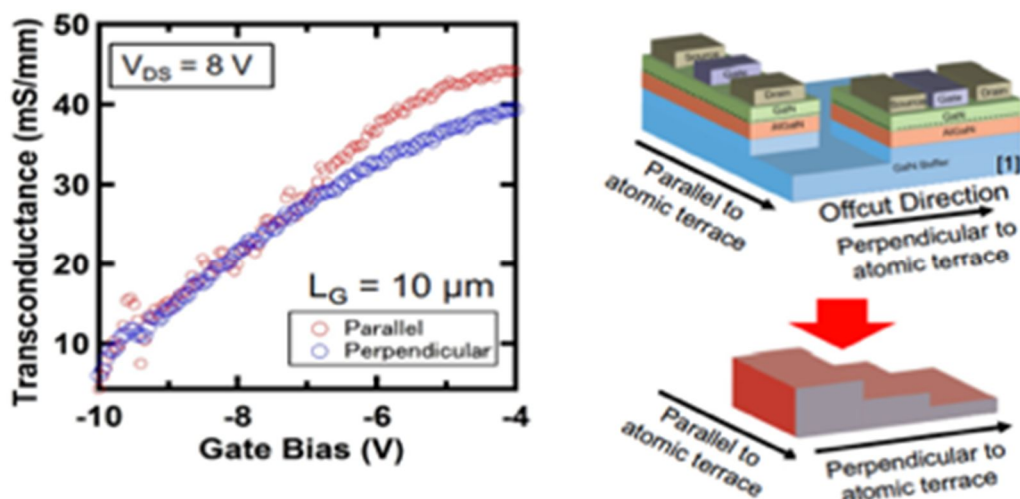 50
40
30
20
10
Transconductance (mS/mm)
V_DS = 8 V
L_G = 10 µm
Parallel
Perpendicular
-10
-8
-6
-4
Gate Bias (V)
Source
Gate
Drain
GaN
AlGaN
Source
Gate
Drain
GaN
AlGaN
GaN Buffer
[1]
Parallel to
atomic terrace
Offcut Direction
Perpendicular to
atomic terrace
Parallel to
atomic terrace
Perpendicular to
atomic terrace